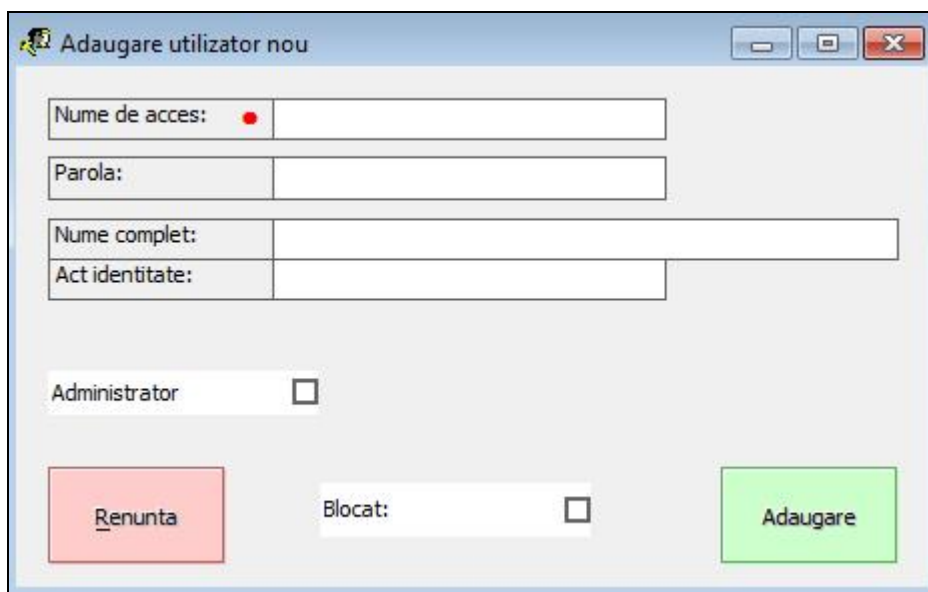 Adaugare utilizator nou
Nume de acces:
Parola:
Nume complet:
Act identitate:
Administrator
Renunta
Blocat:
Adaugare